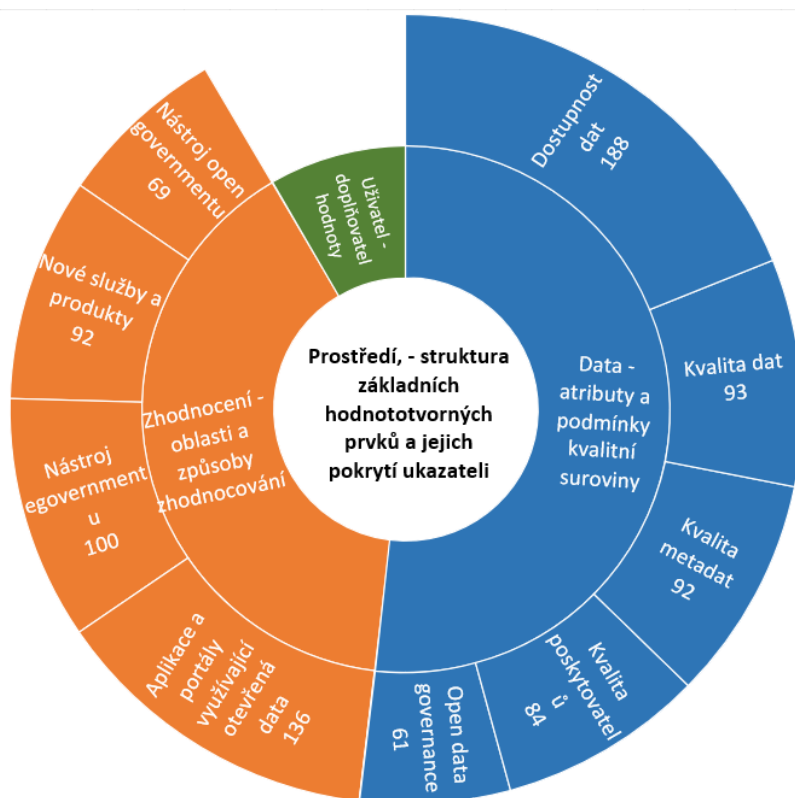 Prostředí, - struktura
základních
hodnototvorných
prvků a jejich
pokrytí ukazateli
Data -
atributy a
podmínky
kvalitní
suroviny
Dostupnost
dat
188
Kvalita dat
93
Kvalita
metadat
92
Kvalita
poskytovatel
ů
84
Open data
governance
61
Zhodnocení -
oblasti a
způsoby
zhodnocování
Aplikace a
portály
využívající
otevřená
data
136
Nástroj
egovernment
u
100
Nové služby a
produkty
92
Nástroj open
governmentu
69
Uživatel -
doplňovatel
hodnoty